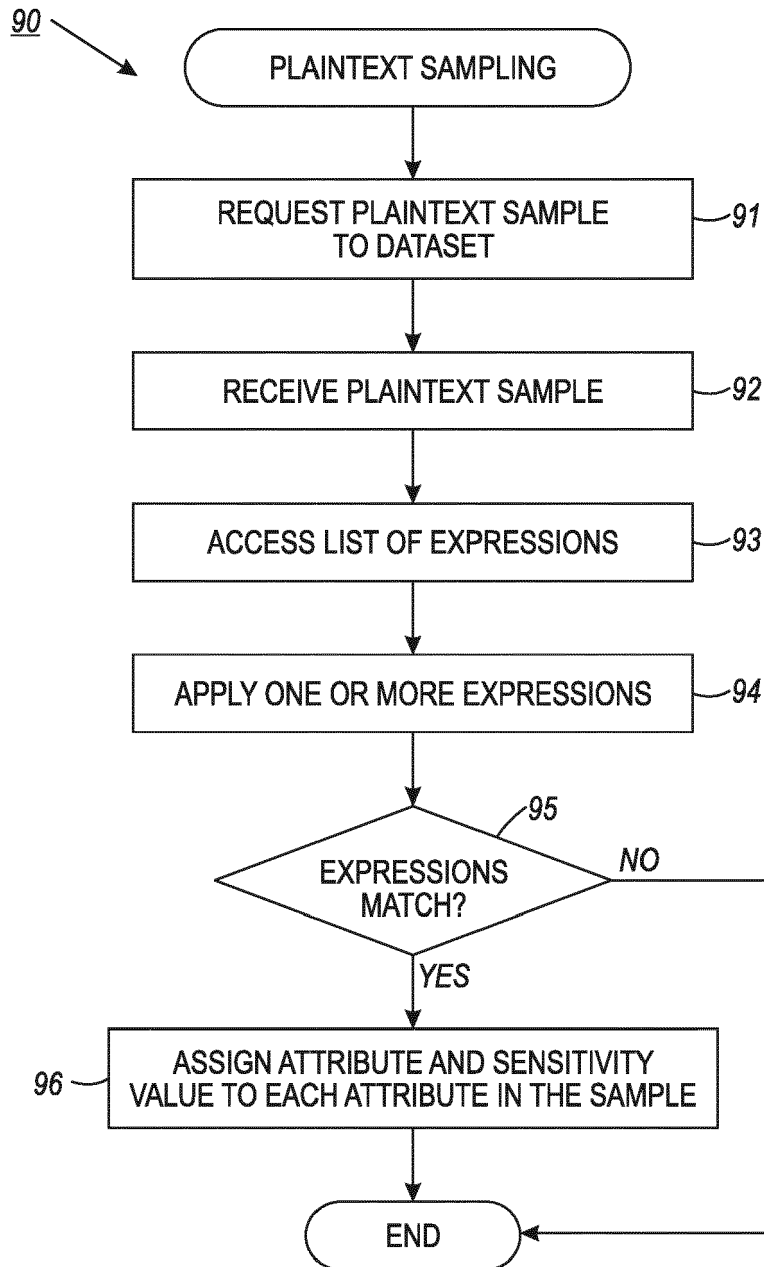 90
PLAINTEXT SAMPLING
REQUEST PLAINTEXT SAMPLE
TO DATASET
91
RECEIVE PLAINTEXT SAMPLE
92
ACCESS LIST OF EXPRESSIONS
93
APPLY ONE OR MORE EXPRESSIONS
94
95
EXPRESSIONS
MATCH?
NO
YES
96
ASSIGN ATTRIBUTE AND SENSITIVITY
VALUE TO EACH ATTRIBUTE IN THE SAMPLE
END